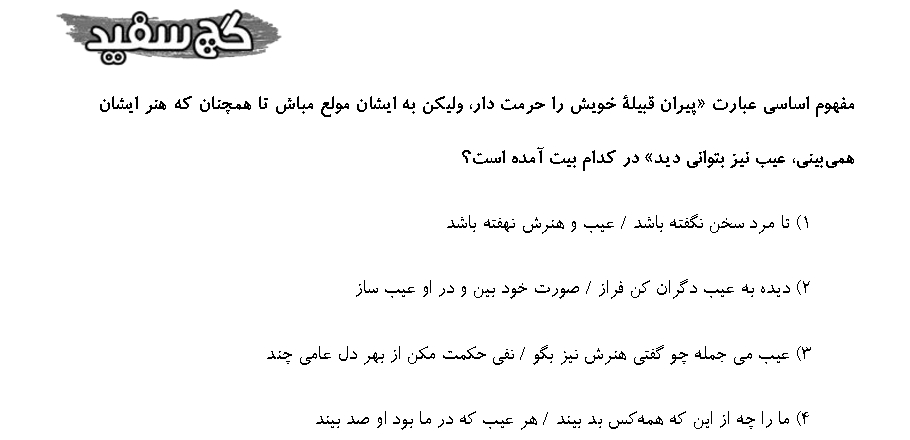 گچ سفید
مفهوم اساسی عبارت «پیران قبیلۀ خویش را حرمت دار، ولیکن به ایشان مولع مباش تا همچنان که هنر ایشان
همی‌بینی، عیب نیز بتوانی دید» در کدام بیت آمده است؟
۱) تا مرد سخن نگفته باشد / عیب و هنرش نهفته باشد
۲) دیده به عیب دگران کن فراز / صورت خود بین و در او عیب ساز
۳) عیب می جمله چو گفتی هنرش نیز بگو / نفی حکمت مکن از بهر دل عامی چند
۴) ما را چه از این که همه‌کس بد بیند / هر عیب که در ما بود او صد بیند